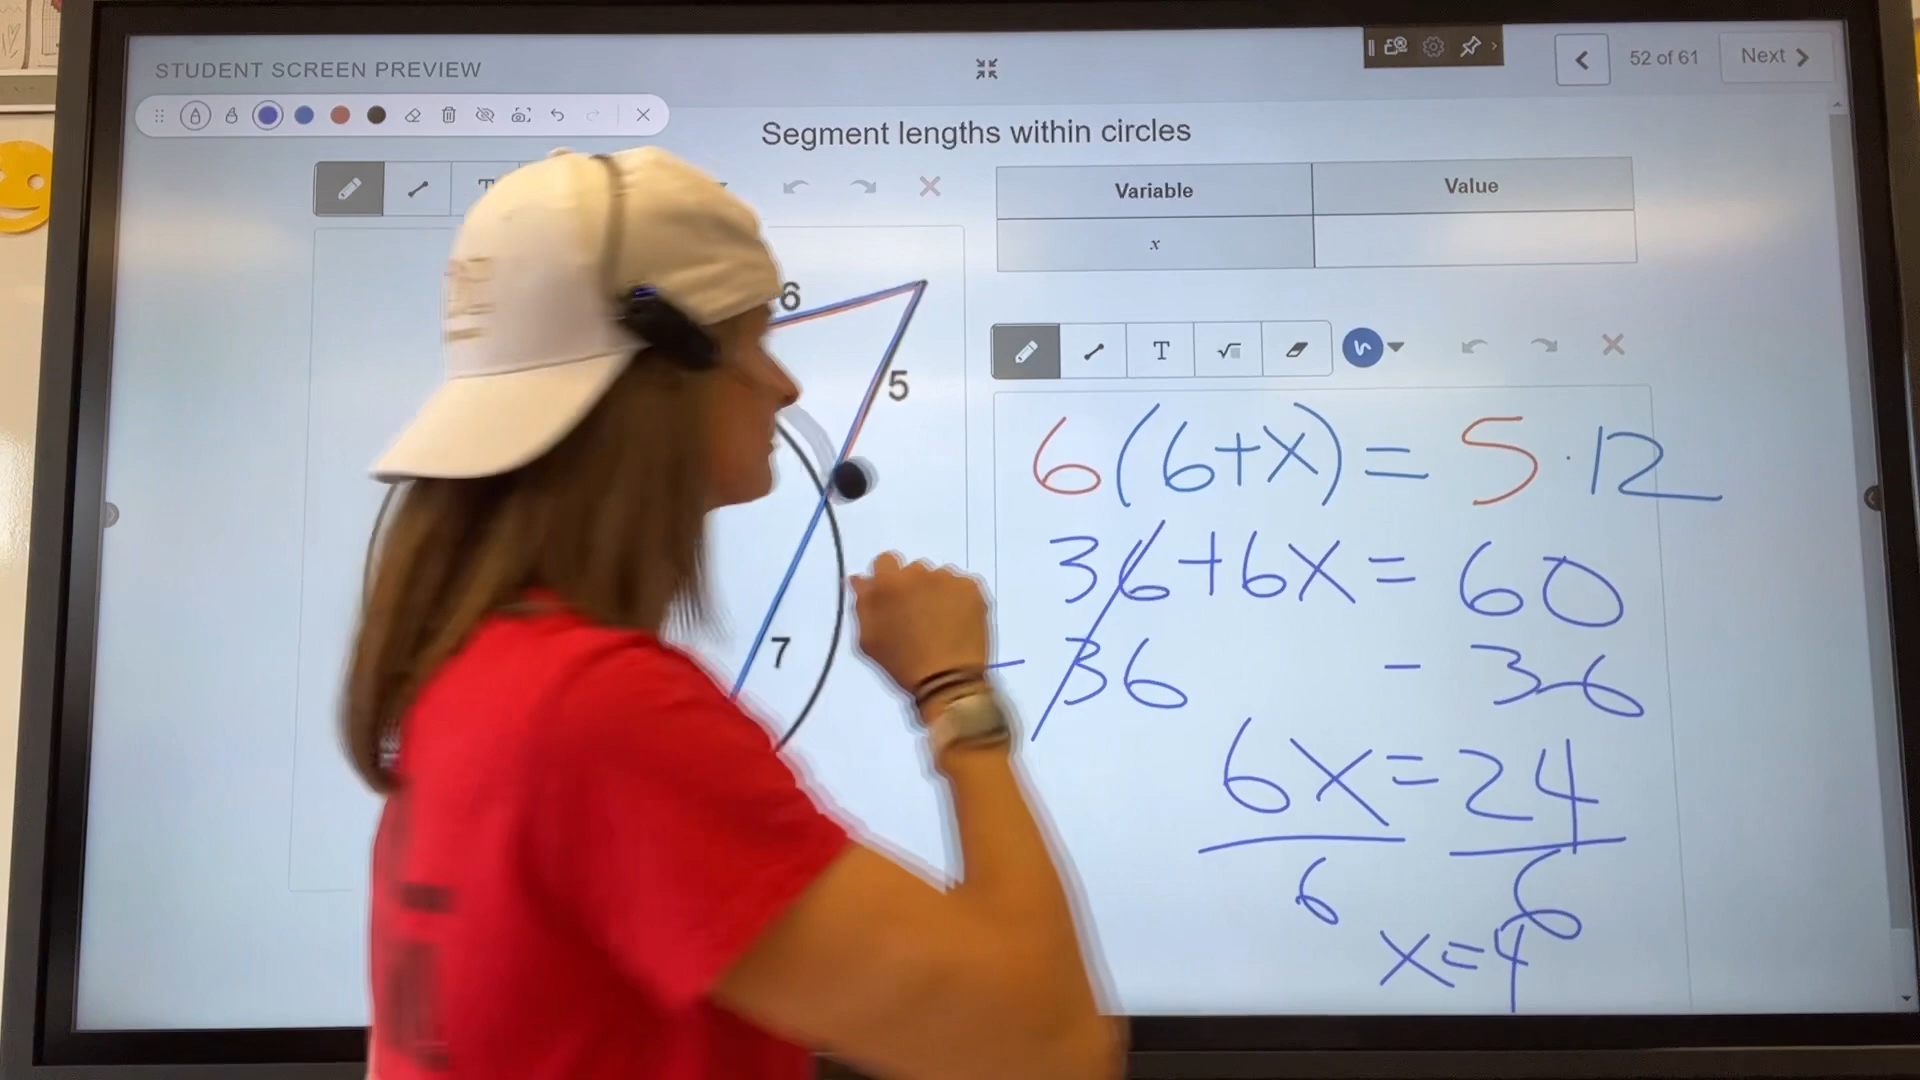 STUDENT SCREEN PREVIEW
52 of 61
Next
Segment lengths within circles
T
Variable
Value
x
6
5
7
T
6(6+x)=5·12
36+6x=60
-36 -36
6x=24
6 6
x=4